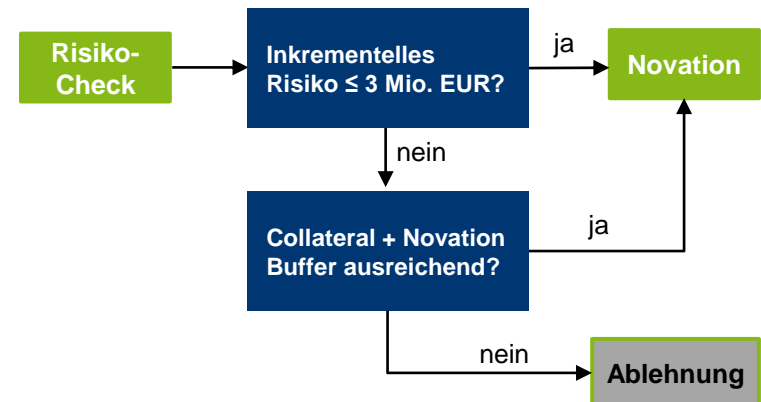 Risiko-
Check
Inkrementelles
Risiko ≤ 3 Mio. EUR?
ja
Novation
nein
Collateral + Novation
Buffer ausreichend?
ja
nein
Ablehnung